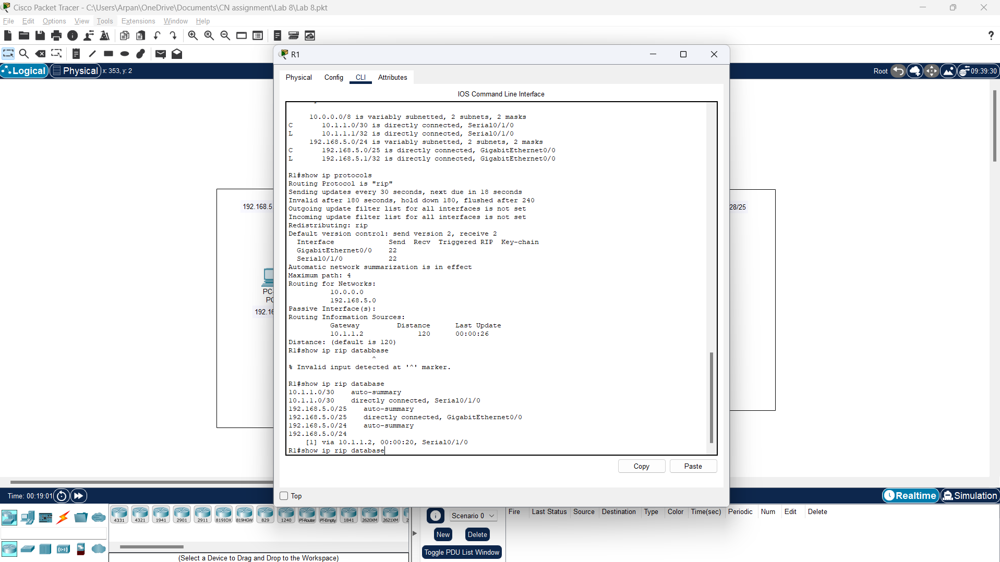 Cisco Packet Tracer - C:\Users\Arpan\OneDrive\Documents\CN assignment\Lab 8\Lab 8.pkt
File Edit Options View Tools Extensions Window Help
?
R1
Logical Physical x: 353, y: 2
Root 09:39:30
Physical Config CLI Attributes
IOS Command Line Interface
10.0.0.0/8 is variably subnetted, 2 subnets, 2 masks
C 10.1.1.0/30 is directly connected, Serial0/1/0
L 10.1.1.1/32 is directly connected, Serial0/1/0
192.168.5.0/24 is variably subnetted, 2 subnets, 2 masks
C 192.168.5.0/25 is directly connected, GigabitEthernet0/0
L 192.168.5.1/32 is directly connected, GigabitEthernet0/0
R1#show ip protocols
Routing Protocol is "rip"
Sending updates every 30 seconds, next due in 18 seconds
Invalid after 180 seconds, hold down 180, flushed after 240
Outgoing update filter list for all interfaces is not set
Incoming update filter list for all interfaces is not set
Redistributing: rip
Default version control: send version 2, receive 2
Interface Send Recv Triggered RIP Key-chain
GigabitEthernet0/0 22
Serial0/1/0 22
Automatic network summarization is in effect
Maximum path: 4
Routing for Networks:
10.0.0.0
192.168.5.0
Passive Interface(s):
Routing Information Sources:
Gateway Distance Last Update
10.1.1.2 120 00:00:26
Distance: (default is 120)
R1#show ip rip databbase
^
% Invalid input detected at '^' marker.
R1#show ip rip database
10.1.1.0/30 auto-summary
10.1.1.0/30 directly connected, Serial0/1/0
192.168.5.0/25 auto-summary
192.168.5.0/25 directly connected, GigabitEthernet0/0
192.168.5.0/24 auto-summary
192.168.5.0/24
[1] via 10.1.1.2, 00:00:20, Serial0/1/0
R1#show ip rip database
Copy Paste
Top
192.168.5.
28/25
PC-
PC
192.16
Time: 00:19:01
Realtime Simulation
4331 4321 1941 2901 2911 819IOX 819HGW 829 1240 PT-Router PT-Empty 1841 2620XM 2621XM 2
(Select a Device to Drag and Drop to the Workspace)
Scenario 0
New Delete
Toggle PDU List Window
Fire Last Status Source Destination Type Color Time(sec) Periodic Num Edit Delete